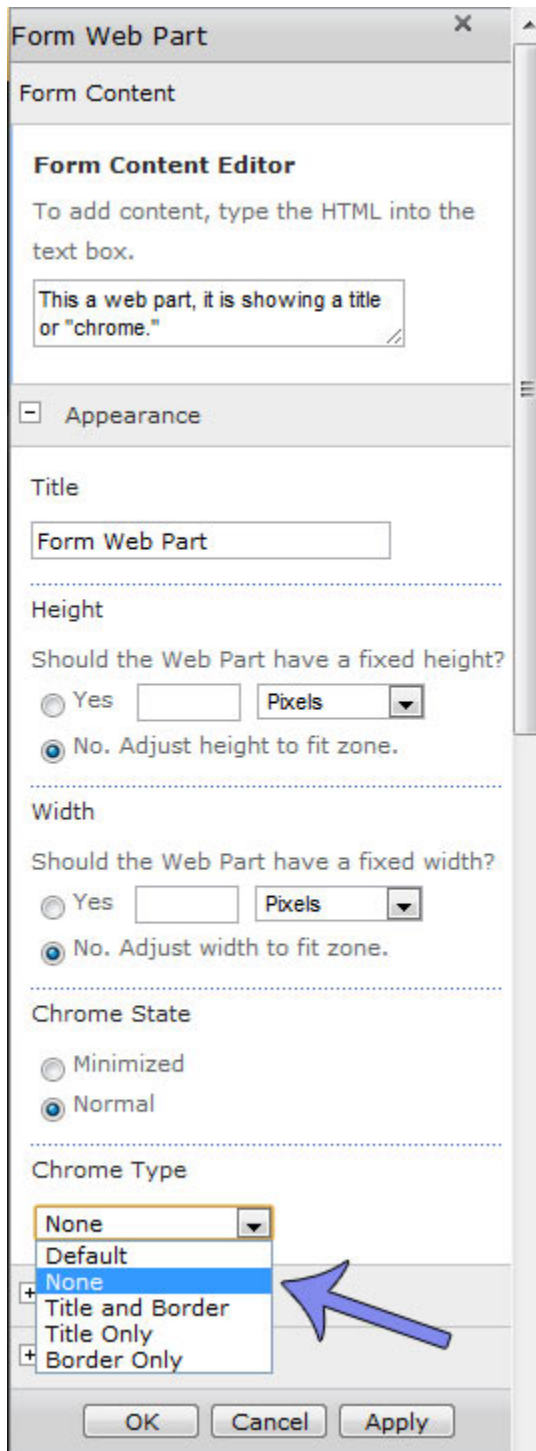 Form Web Part
Form Content
Form Content Editor
To add content, type the HTML into the
text box.
This a web part, it is showing a title
or "chrome."
Appearance
Title
Form Web Part
Height
Should the Web Part have a fixed height?
Yes Pixels
No. Adjust height to fit zone.
Width
Should the Web Part have a fixed width?
Yes Pixels
No. Adjust width to fit zone.
Chrome State
Minimized
Normal
Chrome Type
None
Default
None
Title and Border
Title Only
Border Only
OK Cancel Apply